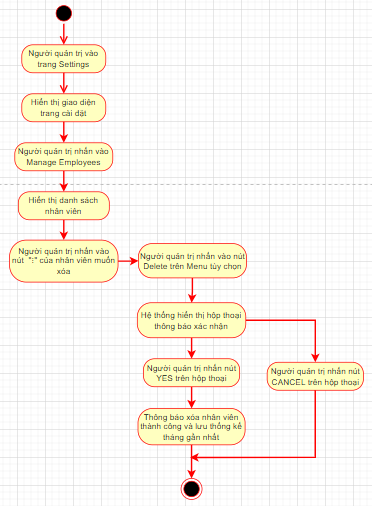 Người quản trị vào
trang Settings
Hiển thị giao diện
trang cài đặt
Người quản trị nhấn vào
Manage Employees
Hiển thị danh sách
nhân viên
Người quản trị nhấn vào
nút ":" của nhân viên muốn
xóa
Người quản trị nhấn vào nút
Delete trên Menu tùy chọn
Hệ thống hiển thị hộp thoại
thông báo xác nhận
Người quản trị nhấn nút
YES trên hộp thoại
Người quản trị nhấn nút
CANCEL trên hộp thoại
Thông báo xóa nhân viên
thành công và lưu thống kê
tháng gần nhất